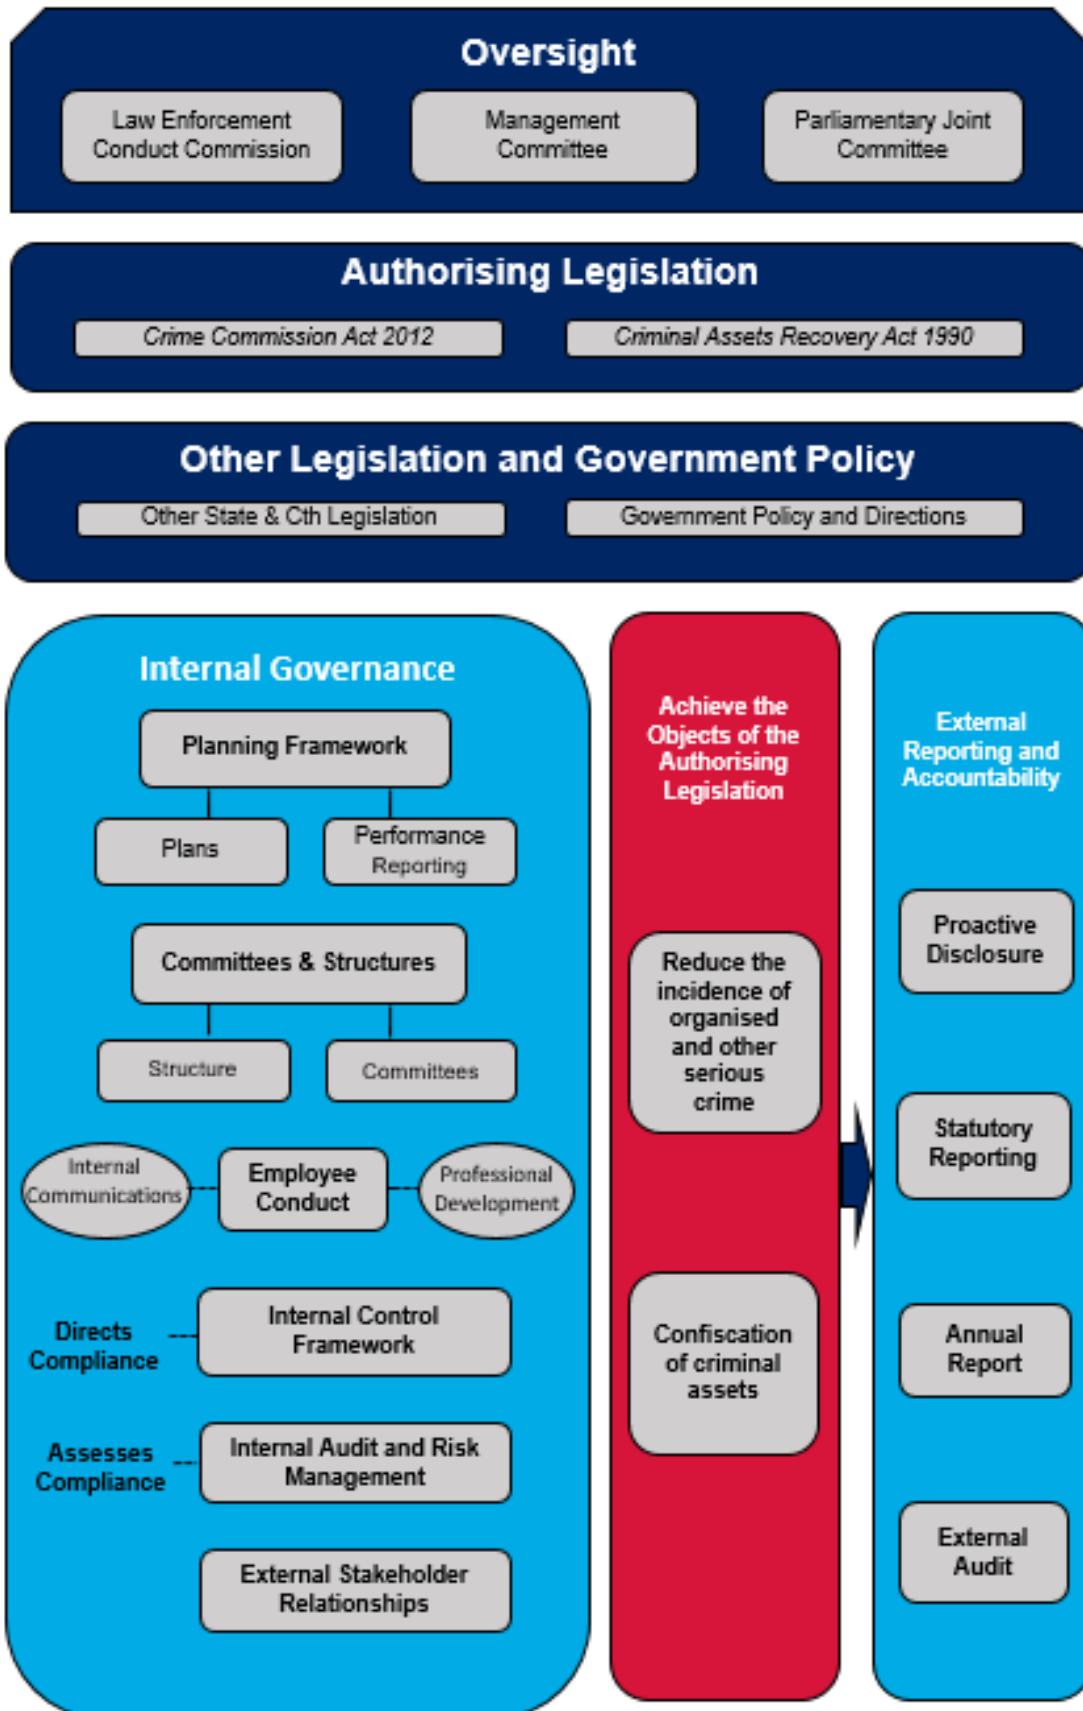 Oversight
Law Enforcement
Conduct Commission
Management
Committee
Parliamentary Joint
Committee
Authorising Legislation
Crime Commission Act 2012
Criminal Assets Recovery Act 1990
Other Legislation and Government Policy
Other State & Cth Legislation
Government Policy and Directions
Internal Governance
Planning Framework
Plans
Performance
Reporting
Committees & Structures
Structure
Committees
Internal
Communications
Employee
Conduct
Professional
Development
Directs
Compliance
Internal Control
Framework
Assesses
Compliance
Internal Audit and Risk
Management
External Stakeholder
Relationships
Achieve the
Objects of the
Authorising
Legislation
Reduce the
incidence of
organised
and other
serious
crime
Confiscation
of criminal
assets
External
Reporting and
Accountability
Proactive
Disclosure
Statutory
Reporting
Annual
Report
External
Audit